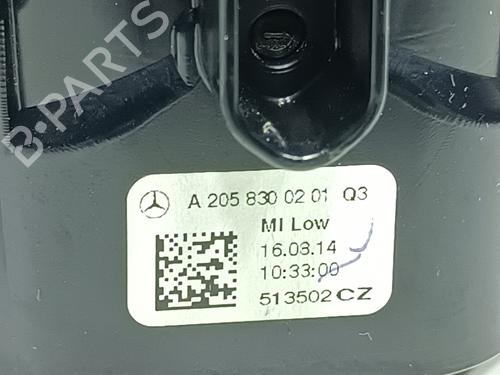 B-PARTS
A 205 830 02 01 Q3
MI Low
16.03.14
10:33:00
513502 CZ